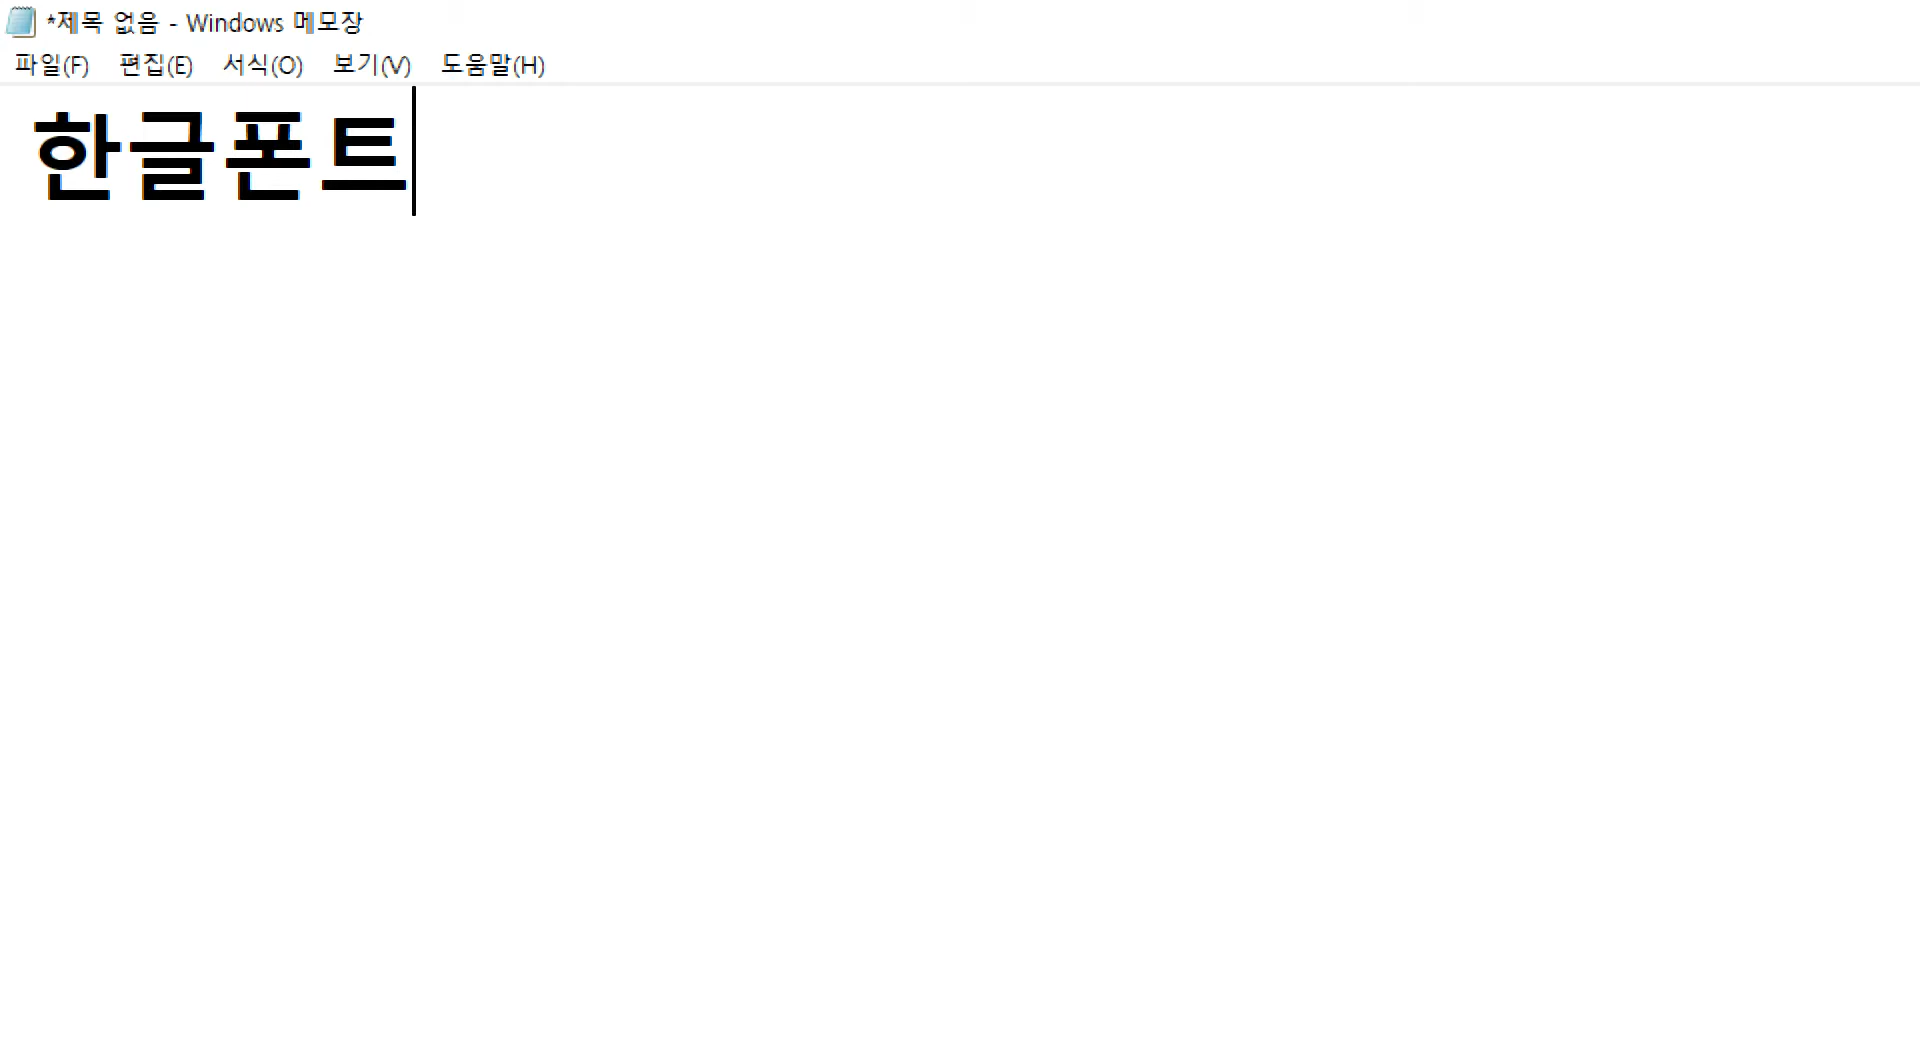 *제목 없음 - Windows 메모장
파일(F) 편집(E) 서식(O) 보기(V) 도움말(H)
한글폰트